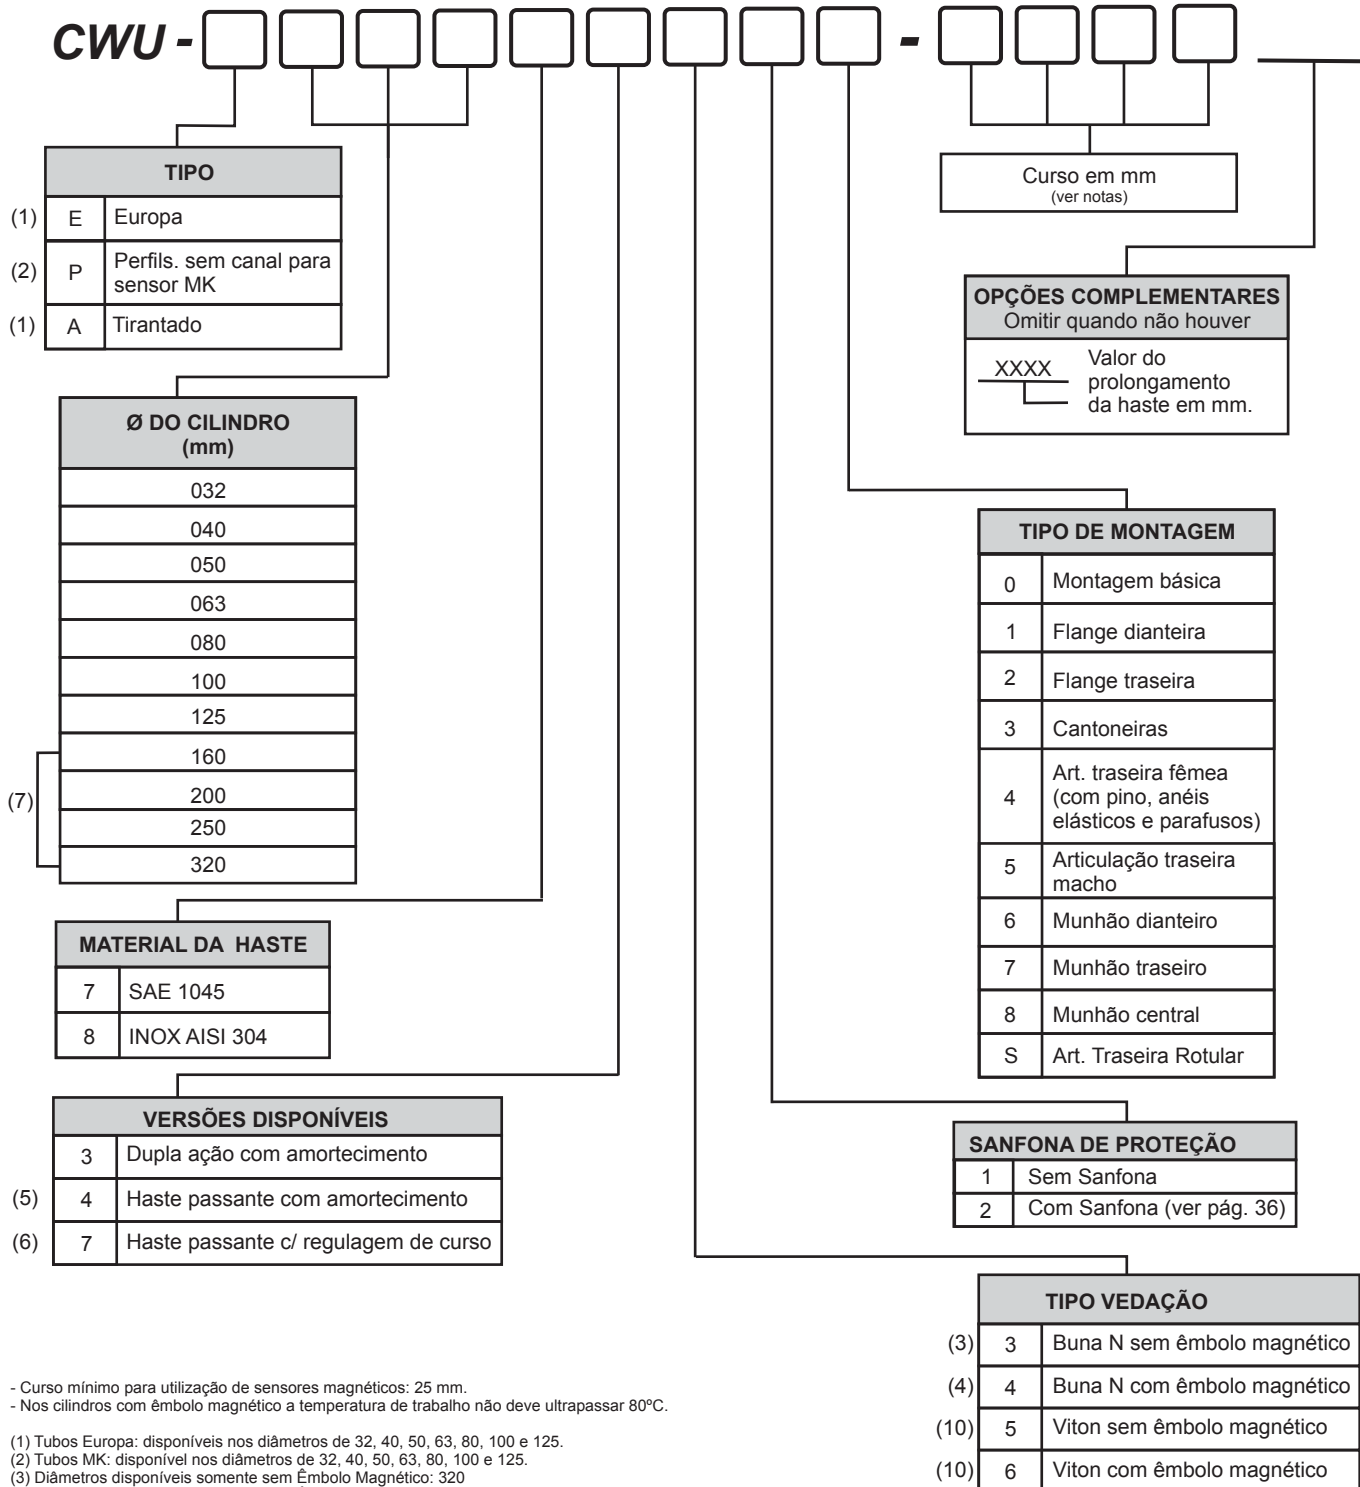 CWU -
-
TIPO
(1) E Europa
(2) P Perfils. sem canal para
sensor MK
(1) A Tirantado
Ø DO CILINDRO
(mm)
032
040
050
063
080
100
125
160
(7) 200
250
320
MATERIAL DA HASTE
7 SAE 1045
8 INOX AISI 304
VERSÕES DISPONÍVEIS
3 Dupla ação com amortecimento
(5) 4 Haste passante com amortecimento
(6) 7 Haste passante c/ regulagem de curso
Curso em mm
(ver notas)
OPÇÕES COMPLEMENTARES
Omitir quando não houver
XXXX Valor do
prolongamento
da haste em mm.
TIPO DE MONTAGEM
0 Montagem básica
1 Flange dianteira
2 Flange traseira
3 Cantoneiras
4 Art. traseira fêmea
(com pino, anéis
elásticos e parafusos)
5 Articulação traseira
macho
6 Munhão dianteiro
7 Munhão traseiro
8 Munhão central
S Art. Traseira Rotular
SANFONA DE PROTEÇÃO
1 Sem Sanfona
2 Com Sanfona (ver pág. 36)
TIPO VEDAÇÃO
(3) 3 Buna N sem êmbolo magnético
(4) 4 Buna N com êmbolo magnético
(10) 5 Viton sem êmbolo magnético
(10) 6 Viton com êmbolo magnético
- Curso mínimo para utilização de sensores magnéticos: 25 mm.
- Nos cilindros com êmbolo magnético a temperatura de trabalho não deve ultrapassar 80ºC.
(1) Tubos Europa: disponíveis nos diâmetros de 32, 40, 50, 63, 80, 100 e 125.
(2) Tubos MK: disponível nos diâmetros de 32, 40, 50, 63, 80, 100 e 125.
(3) Diâmetros disponíveis somente sem Êmbolo Magnético: 320